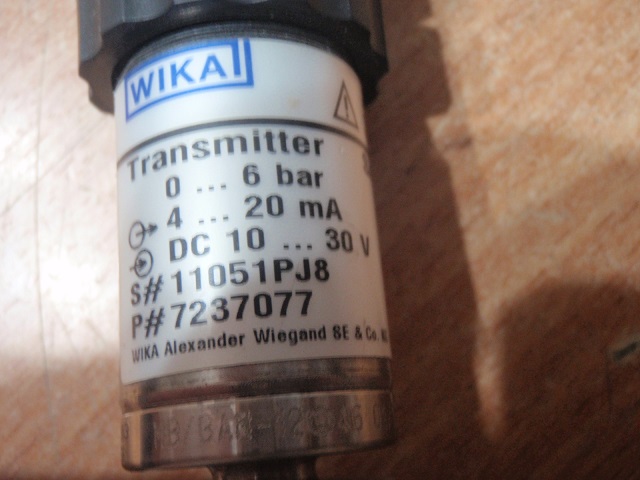 WIKA
Transmitter
0 ... 6 bar
4 ... 20 mA
DC 10 ... 30 V
S# 11051PJ8
P# 7237077
WIKA Alexander Wiegand SE & Co.